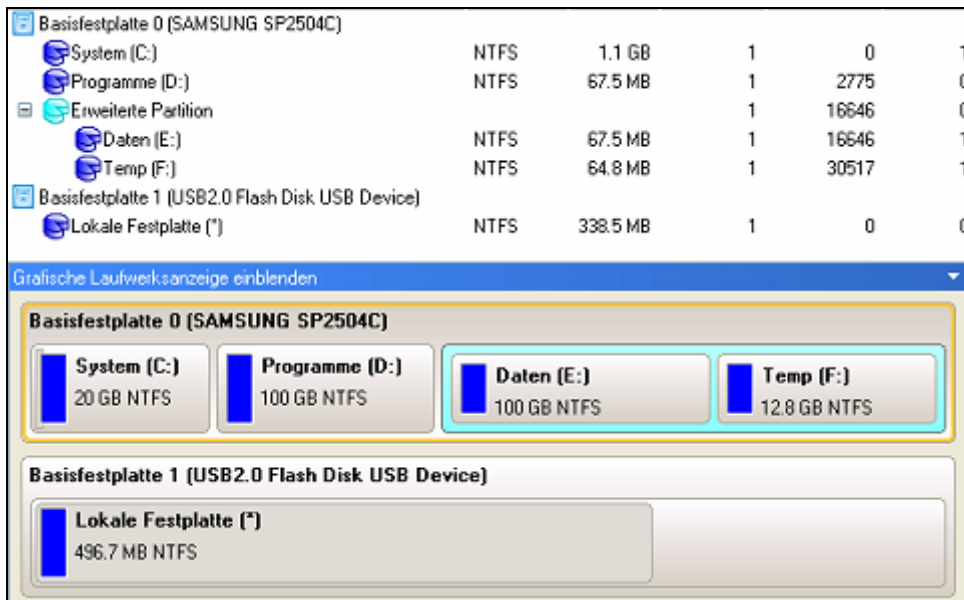 Basisfestplatte 0 (SAMSUNG SP2504C)
System (C:) NTFS 1.1 GB 1 0 1
Programme (D:) NTFS 67.5 MB 1 2775
Erweiterte Partition 1 16646
Daten (E:) NTFS 67.5 MB 1 16646 1
Temp (F:) NTFS 64.8 MB 1 30517 1
Basisfestplatte 1 (USB2.0 Flash Disk USB Device)
Lokale Festplatte (*) NTFS 338.5 MB 1 0
Grafische Laufwerksanzeige einblenden
Basisfestplatte 0 (SAMSUNG SP2504C)
System (C:) Programme (D:) Daten (E:) Temp (F:)
20 GB NTFS 100 GB NTFS 100 GB NTFS 12.8 GB NTFS
Basisfestplatte 1 (USB2.0 Flash Disk USB Device)
Lokale Festplatte (*)
496.7 MB NTFS